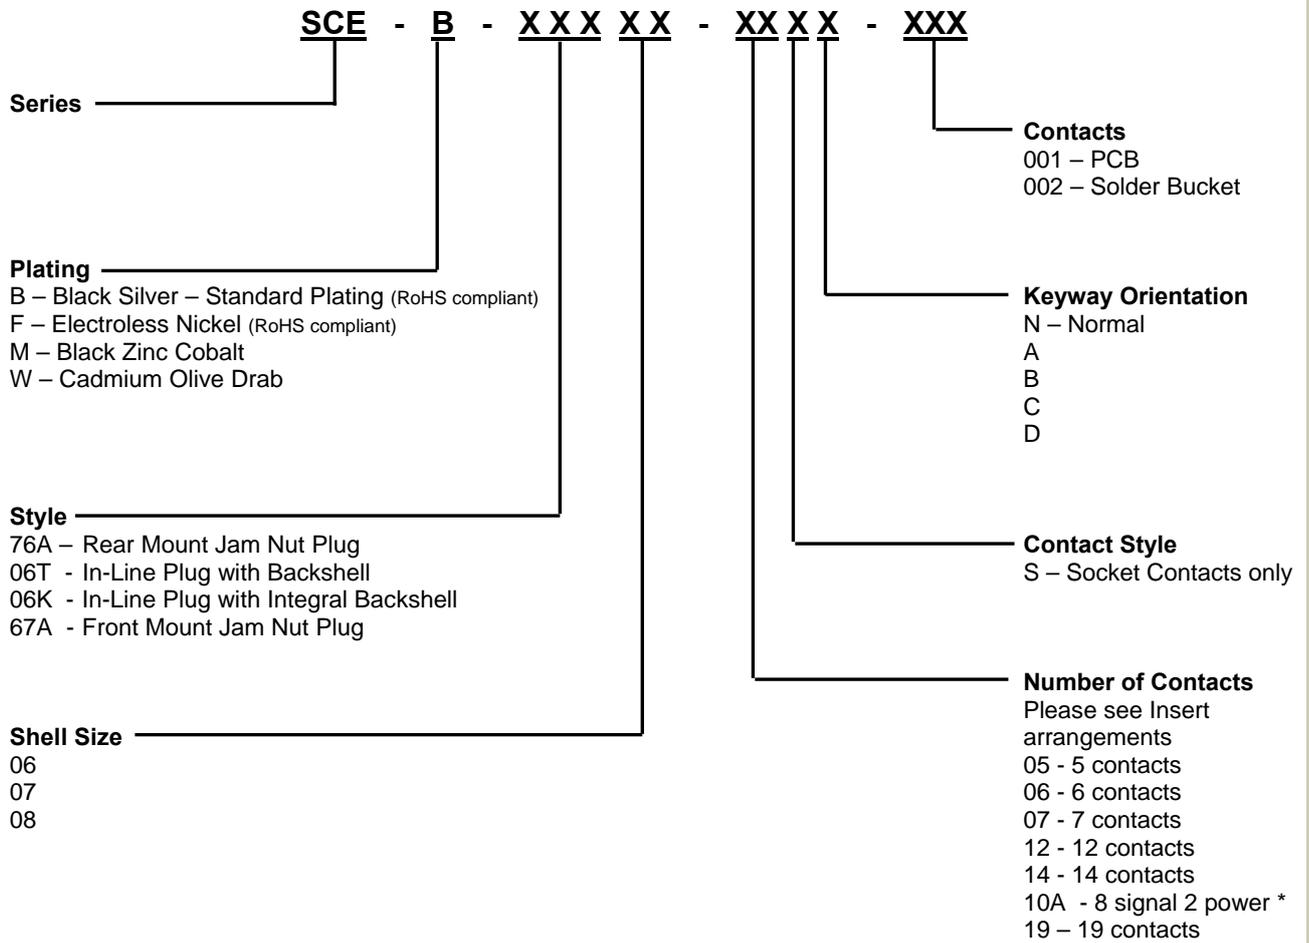 SCE - B - X X X X X - XX X X - XXX
Series
Plating
B – Black Silver – Standard Plating (RoHS compliant)
F – Electroless Nickel (RoHS compliant)
M – Black Zinc Cobalt
W – Cadmium Olive Drab
Style
76A – Rear Mount Jam Nut Plug
06T - In-Line Plug with Backshell
06K - In-Line Plug with Integral Backshell
67A - Front Mount Jam Nut Plug
Shell Size
06
07
08
Contacts
001 – PCB
002 – Solder Bucket
Keyway Orientation
N – Normal
A
B
C
D
Contact Style
S – Socket Contacts only
Number of Contacts
Please see Insert
arrangements
05 - 5 contacts
06 - 6 contacts
07 - 7 contacts
12 - 12 contacts
14 - 14 contacts
10A - 8 signal 2 power *
19 – 19 contacts